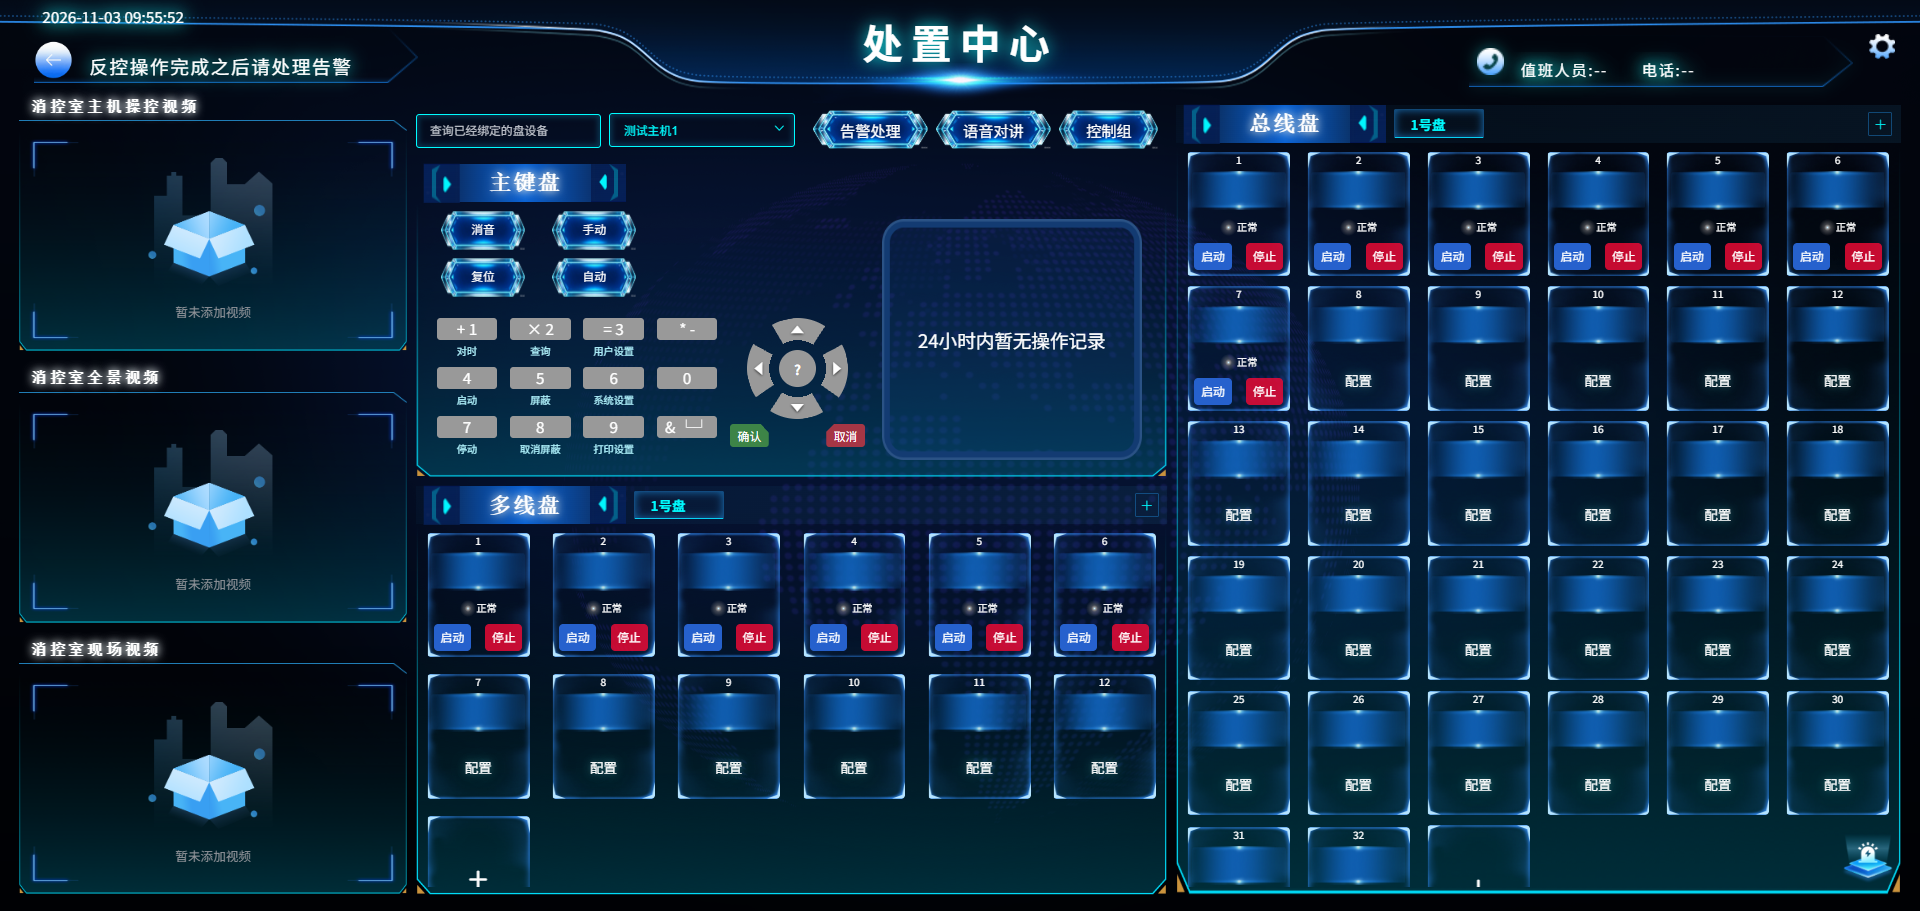 2026-11-03 09:55:52
处置中心
反控操作完成之后请处理告警
值班人员:--
电话:--
消控室主机操控视频
暂未添加视频
消控室全景视频
暂未添加视频
消控室现场视频
暂未添加视频
查询已经绑定的盘设备
测试主机1
告警处理
语音对讲
控制组
主键盘
消音
手动
复位
自动
+1
×2
=3
* -
对时
查询
用户设置
4
5
6
0
启动
屏蔽
系统设置
7
8
9
&
停动
取消屏蔽
打印设置
?
确认
取消
24小时内暂无操作记录
多线盘
1号盘
+
1
2
3
4
5
6
正常
正常
正常
正常
正常
正常
启动 停止
启动 停止
启动 停止
启动 停止
启动 停止
启动 停止
7
8
9
10
11
12
配置
配置
配置
配置
配置
配置
+
总线盘
1号盘
+
1
2
3
4
5
6
正常
正常
正常
正常
正常
正常
启动 停止
启动 停止
启动 停止
启动 停止
启动 停止
启动 停止
7
8
9
10
11
12
正常
启动 停止
配置
配置
配置
配置
配置
13
14
15
16
17
18
配置
配置
配置
配置
配置
配置
19
20
21
22
23
24
配置
配置
配置
配置
配置
配置
25
26
27
28
29
30
配置
配置
配置
配置
配置
配置
31
32